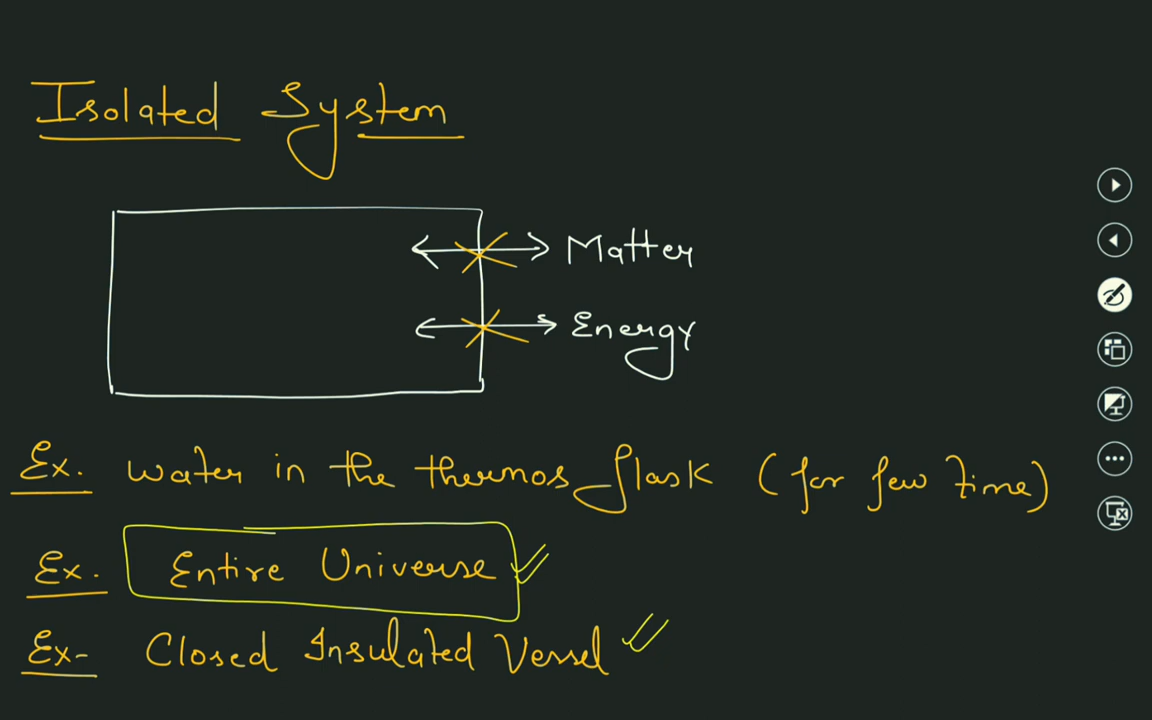 Isolated System
Matter
Energy
Ex. water in the thermos flask (for few time)
Ex. Entire Universe
Ex- Closed Insulated Vessel